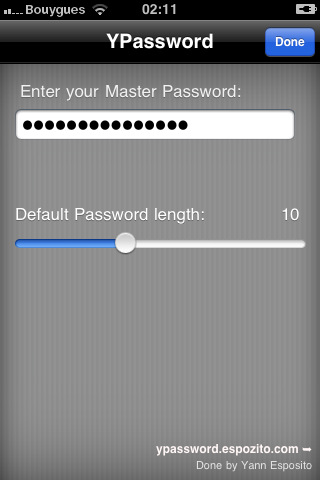 Bouygues 02:11
YPassword
Done
Enter your Master Password:
●●●●●●●●●●●●●●●
Default Password length: 10
ypassword.espozito.com ➡
Done by Yann Esposito